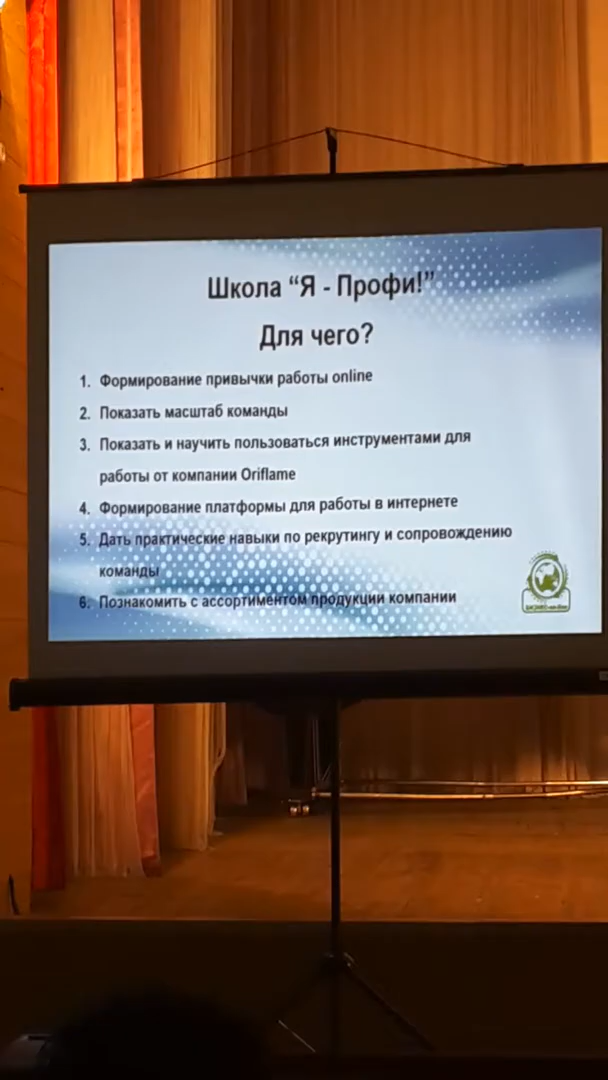 Школа “Я - Профи!”
Для чего?
1. Формирование привычки работы online
2. Показать масштаб команды
3. Показать и научить пользоваться инструментами для
работы от компании Oriflame
4. Формирование платформы для работы в интернете
5. Дать практические навыки по рекрутингу и сопровождению
команды
6. Познакомить с ассортиментом продукции компании